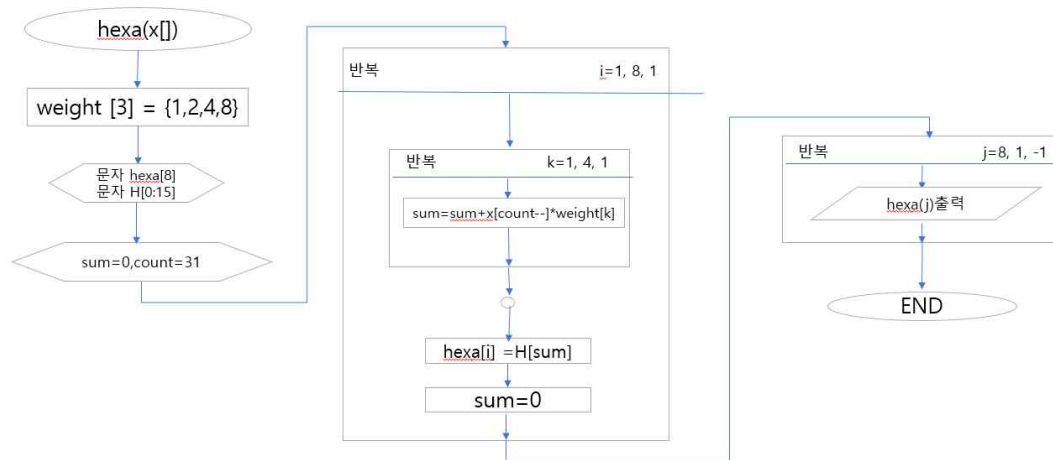 hexa(x[])
weight [3] = {1,2,4,8}
문자 hexa[8]
문자 H[0:15]
sum=0,count=31
반복 i=1, 8, 1
반복 k=1, 4, 1
sum=sum+x[count--]*weight[k]
hexa[i] =H[sum]
sum=0
반복 j=8, 1, -1
hexa(j)출력
END